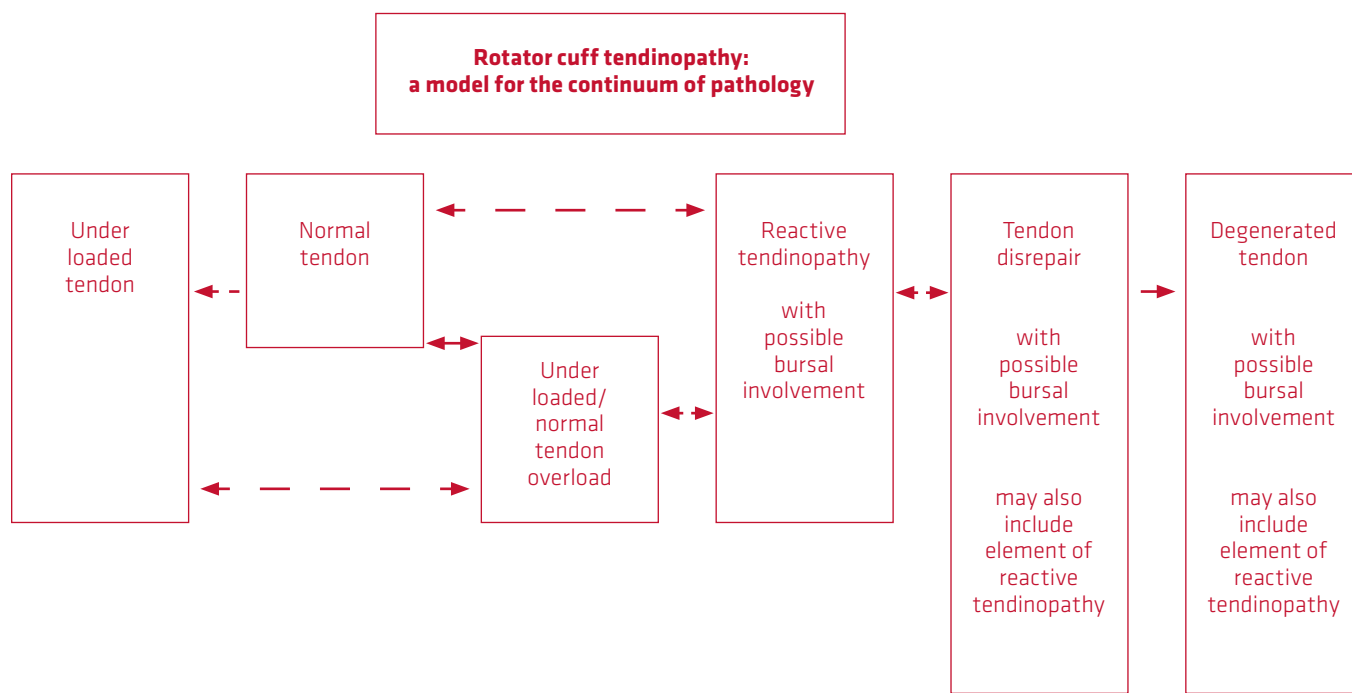 Rotator cuff tendinopathy:
a model for the continuum of pathology
Under
loaded
tendon
Normal
tendon
Under
loaded/
normal
tendon
overload
Reactive
tendinopathy
with
possible
bursal
involvement
Tendon
disrepair
with
possible
bursal
involvement
may also
include
element of
reactive
tendinopathy
Degenerated
tendon
with
possible
bursal
involvement
may also
include
element of
reactive
tendinopathy